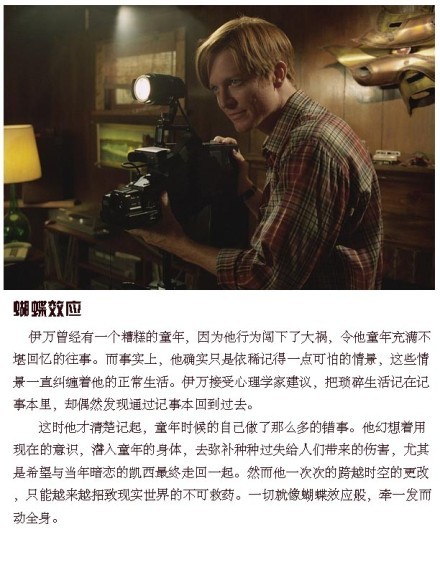 蝴蝶效应
伊万曾经有一个糟糕的童年，因为他行为闯下了大祸，令他童年充满不
堪回忆的往事。而事实上，他确实只是依稀记得一点可怕的情景，这些情
景一直纠缠着他的正常生活。伊万接受心理学家建议，把琐碎生活记在记
事本里，却偶然发现通过记事本回到过去。
这时他才清楚记起，童年时候的自己做了那么多的错事。他幻想着用
现在的意识，潜入童年的身体，去弥补种种过失给人们带来的伤害，尤其
是希望与当年暗恋的凯西最终走回一起。然而他一次次的跨越时空的更改
，只能越来越招致现实世界的不可救药。一切就像蝴蝶效应般，牵一发而
动全身。